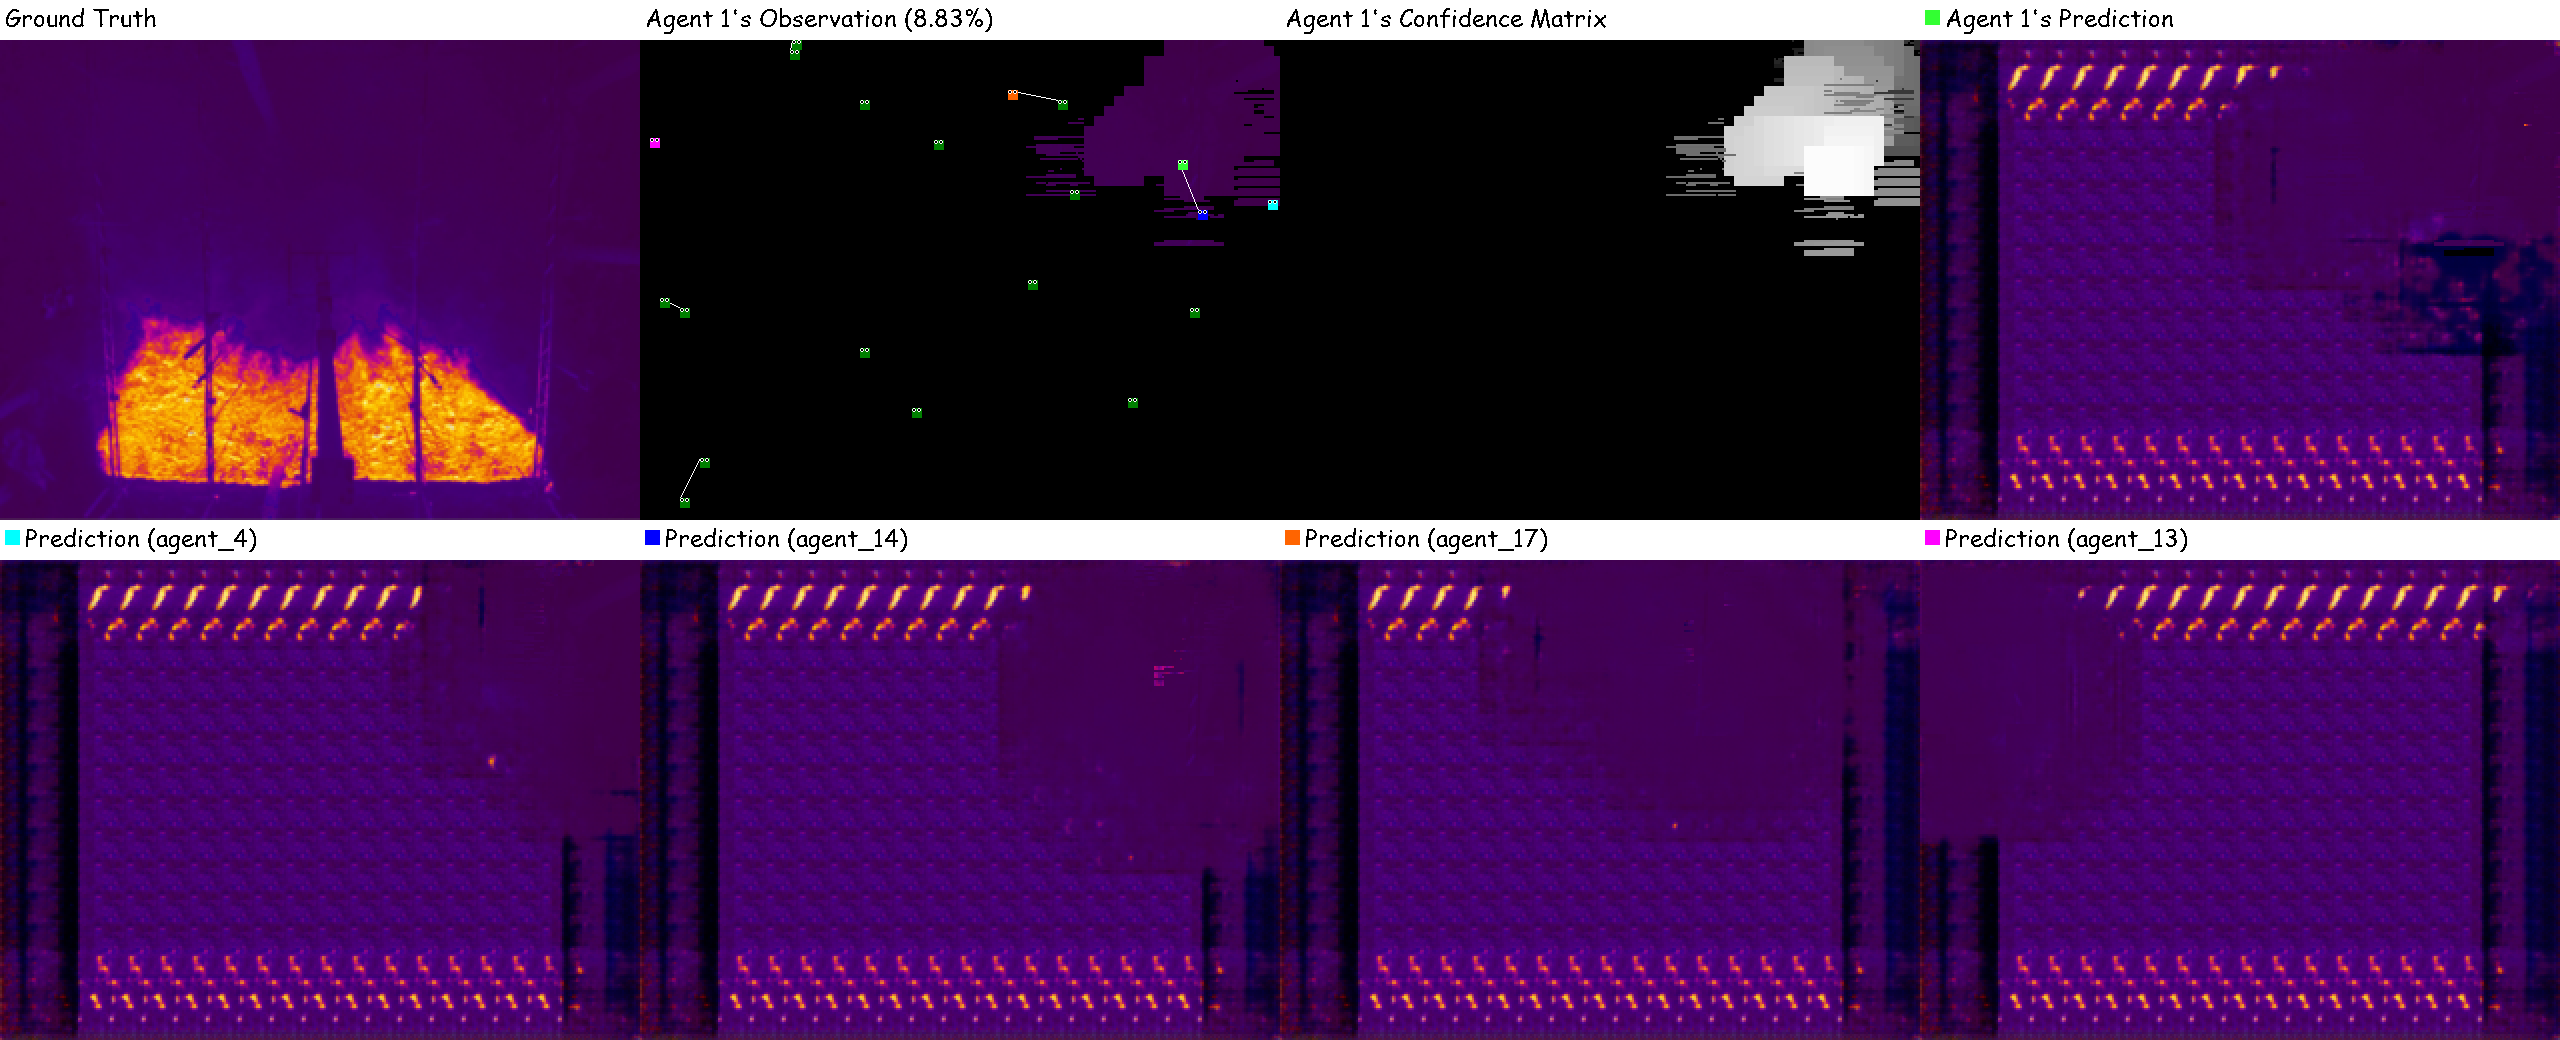 Ground Truth
Agent 1's Observation (8.83%)
Agent 1's Confidence Matrix
Agent 1's Prediction
Prediction (agent_4)
Prediction (agent_14)
Prediction (agent_17)
Prediction (agent_13)